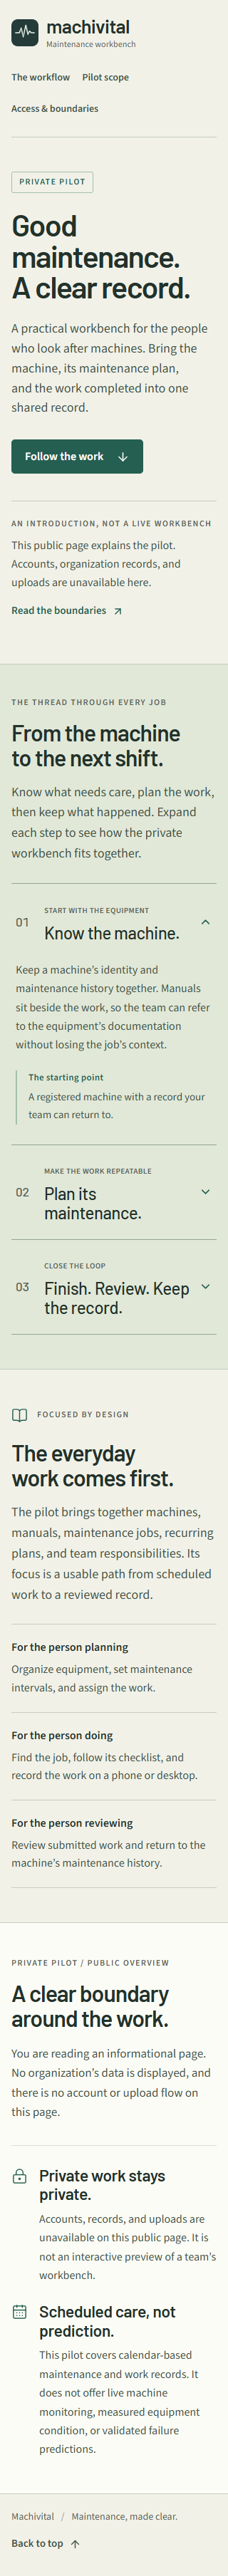 machivital
Maintenance workbench
The workflow Pilot scope
Access & boundaries
PRIVATE PILOT
Good
maintenance.
A clear record.
A practical workbench for the people
who look after machines. Bring the
machine, its maintenance plan,
and the work completed into one
shared record.
Follow the work
AN INTRODUCTION, NOT A LIVE WORKBENCH
This public page explains the pilot.
Accounts, organization records, and
uploads are unavailable here.
Read the boundaries
THE THREAD THROUGH EVERY JOB
From the machine
to the next shift.
Know what needs care, plan the work,
then keep what happened. Expand
each step to see how the private
workbench fits together.
START WITH THE EQUIPMENT
01 Know the machine.
Keep a machine’s identity and
maintenance history together. Manuals
sit beside the work, so the team can refer
to the equipment’s documentation
without losing the job’s context.
The starting point
A registered machine with a record your
team can return to.
MAKE THE WORK REPEATABLE
02 Plan its
maintenance.
CLOSE THE LOOP
03 Finish. Review. Keep
the record.
FOCUSED BY DESIGN
The everyday
work comes first.
The pilot brings together machines,
manuals, maintenance jobs, recurring
plans, and team responsibilities. Its
focus is a usable path from scheduled
work to a reviewed record.
For the person planning
Organize equipment, set maintenance
intervals, and assign the work.
For the person doing
Find the job, follow its checklist, and
record the work on a phone or desktop.
For the person reviewing
Review submitted work and return to the
machine’s maintenance history.
PRIVATE PILOT / PUBLIC OVERVIEW
A clear boundary
around the work.
You are reading an informational page.
No organization’s data is displayed, and
there is no account or upload flow on
this page.
Private work stays
private.
Accounts, records, and uploads are
unavailable on this public page. It is
not an interactive preview of a team’s
workbench.
Scheduled care, not
prediction.
This pilot covers calendar-based
maintenance and work records. It
does not offer live machine
monitoring, measured equipment
condition, or validated failure
predictions.
Machivital / Maintenance, made clear.
Back to top